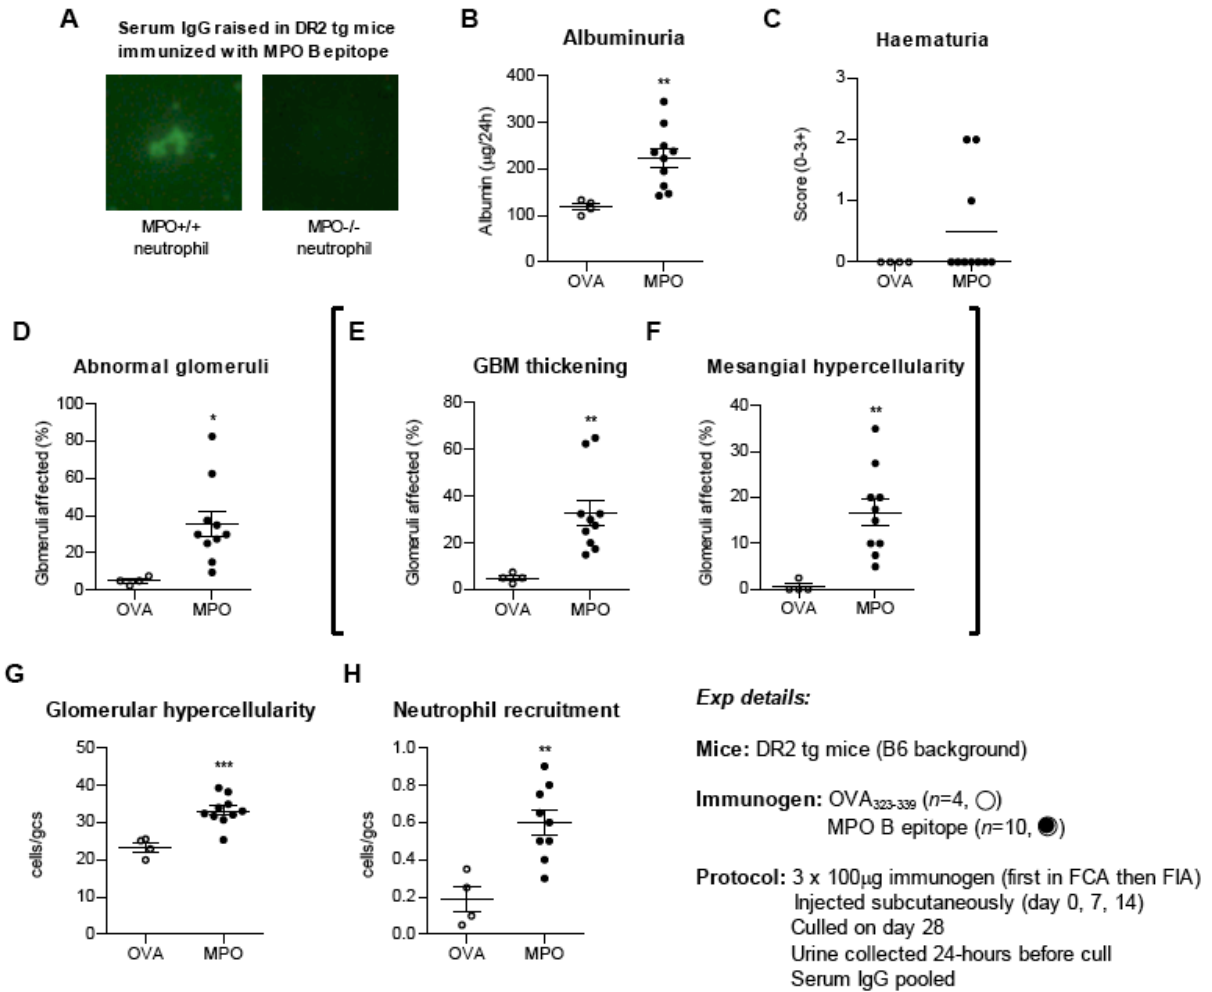 A
Serum IgG raised in DR2 tg mice
immunized with MPO B epitope
MPO+/+
neutrophil
MPO-/-
neutrophil
B
Albuminuria
Albumin (µg/24h)
400
300
200
100
0
**
OVA
MPO
C
Haematuria
Score (0-3+)
3
2
1
0
OVA
MPO
D
Abnormal glomeruli
Glomeruli affected (%)
100
80
60
40
20
0
*
OVA
MPO
E
GBM thickening
Glomeruli affected (%)
80
60
40
20
0
**
OVA
MPO
F
Mesangial hypercellularity
Glomeruli affected (%)
40
30
20
10
0
**
OVA
MPO
G
Glomerular hypercellularity
cells/gcs
50
40
30
20
10
0
***
OVA
MPO
H
Neutrophil recruitment
cells/gcs
1.0
0.8
0.6
0.4
0.2
0.0
**
OVA
MPO
Exp details:
Mice: DR2 tg mice (B6 background)
Immunogen: OVA323-339 (n=4, ○)
MPO B epitope (n=10, ●)
Protocol: 3 x 100µg immunogen (first in FCA then FIA)
Injected subcutaneously (day 0, 7, 14)
Culled on day 28
Urine collected 24-hours before cull
Serum IgG pooled